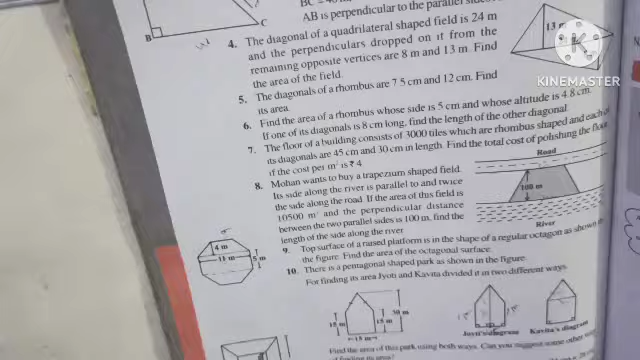 BC =
AB is perpendicular to the parallel sides
B
C
4. The diagonal of a quadrilateral shaped field is 24 m
and the perpendiculars dropped on it from the
remaining opposite vertices are 8 m and 13 m. Find
the area of the field.
13 m
KINEMASTER
5. The diagonals of a rhombus are 7.5 cm and 12 cm. Find
its area.
6. Find the area of a rhombus whose side is 5 cm and whose altitude is 4.8 cm.
If one of its diagonals is 8 cm long, find the length of the other diagonal.
7. The floor of a building consists of 3000 tiles which are rhombus shaped and each of
its diagonals are 45 cm and 30 cm in length. Find the total cost of polishing the floor,
if the cost per m² is ₹ 4.
8. Mohan wants to buy a trapezium shaped field.
Its side along the river is parallel to and twice
the side along the road. If the area of this field is
10500 m² and the perpendicular distance
between the two parallel sides is 100 m, find the
length of the side along the river.
Road
100 m
River
9. Top surface of a raised platform is in the shape of a regular octagon as shown in
the figure. Find the area of the octagonal surface.
4 m
11 m
5 m
10. There is a pentagonal shaped park as shown in the figure.
For finding its area Jyoti and Kavita divided it in two different ways.
15 m
15 m
30 m
15 m
Jyoti's diagram
Kavita's diagram
Find the area of this park using both ways. Can you suggest some other way
of finding its area?